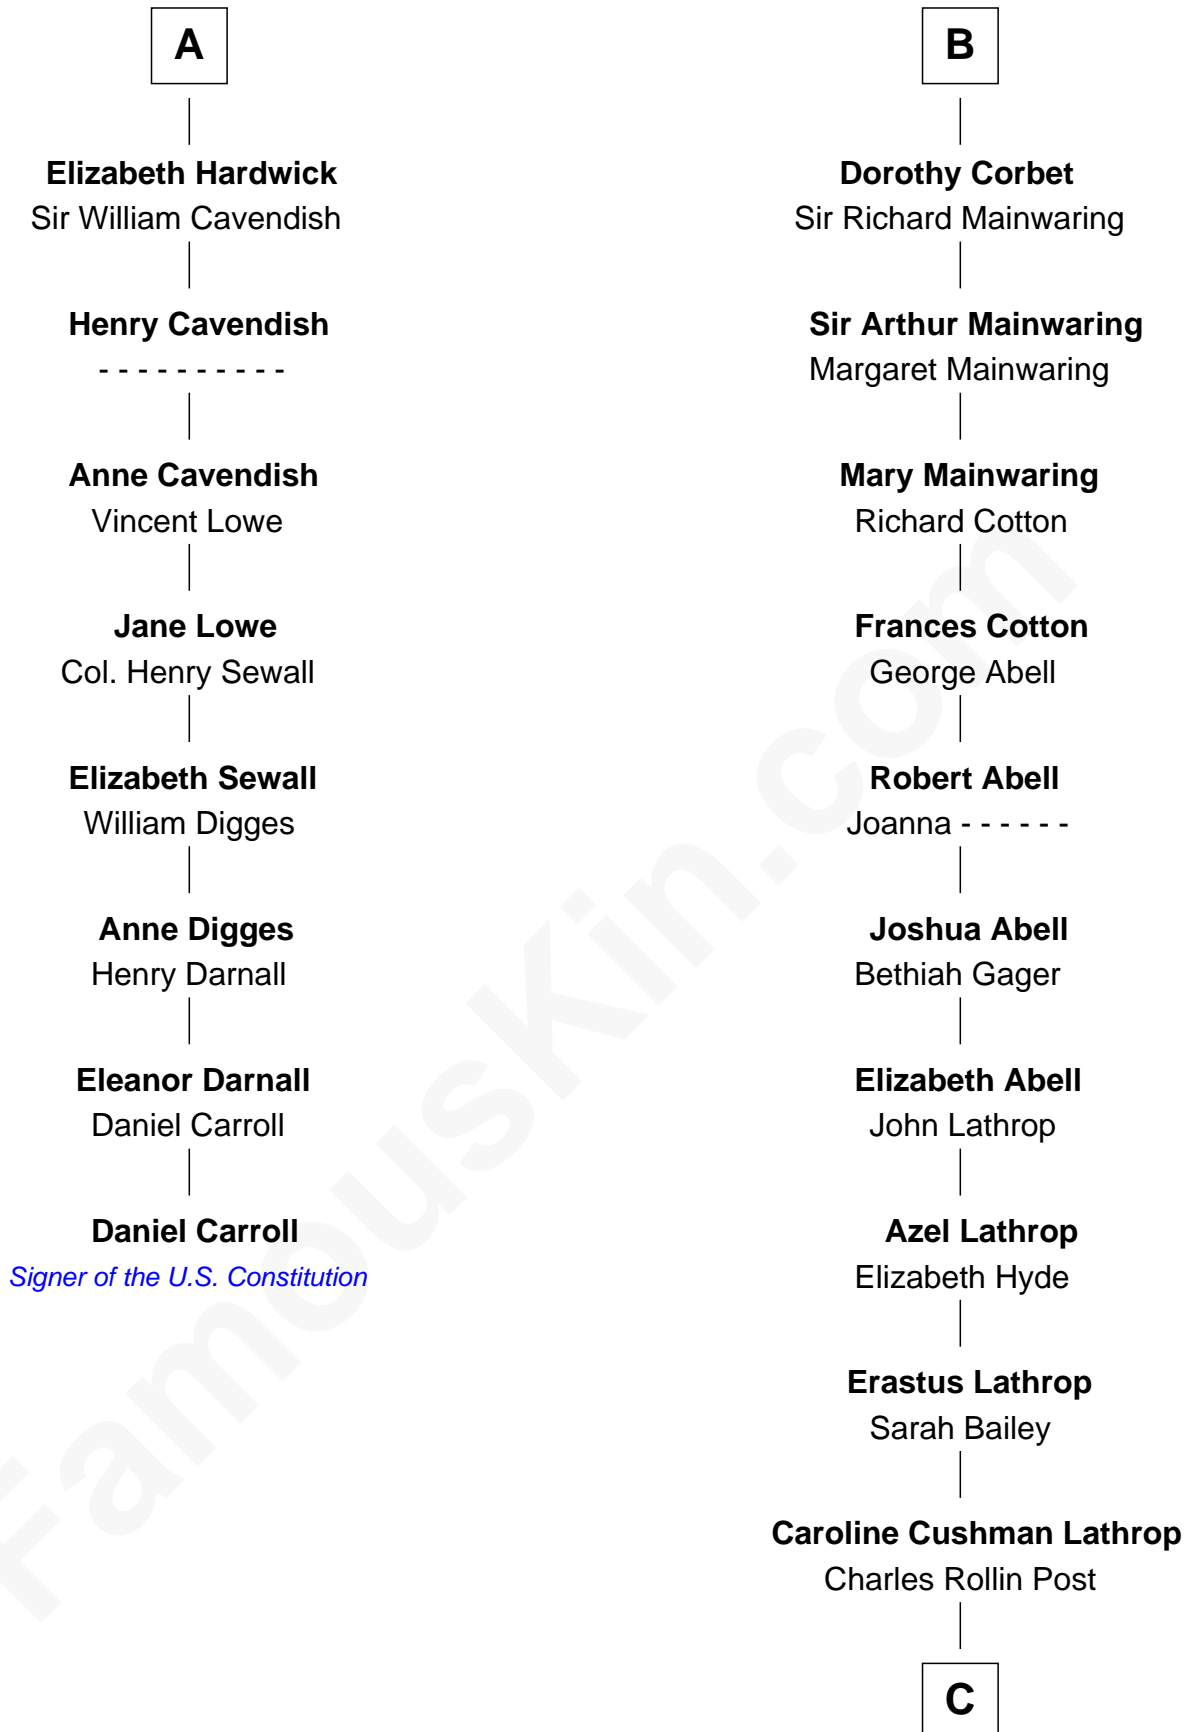 A
Elizabeth Hardwick
Sir William Cavendish
Henry Cavendish
- - - - - - - - - -
Anne Cavendish
Vincent Lowe
Jane Lowe
Col. Henry Sewall
Elizabeth Sewall
William Digges
Anne Digges
Henry Darnall
Eleanor Darnall
Daniel Carroll
Daniel Carroll
Signer of the U.S. Constitution
B
Dorothy Corbet
Sir Richard Mainwaring
Sir Arthur Mainwaring
Margaret Mainwaring
Mary Mainwaring
Richard Cotton
Frances Cotton
George Abell
Robert Abell
Joanna - - - - - -
Joshua Abell
Bethiah Gager
Elizabeth Abell
John Lathrop
Azel Lathrop
Elizabeth Hyde
Erastus Lathrop
Sarah Bailey
Caroline Cushman Lathrop
Charles Rollin Post
C
FamousKin.com